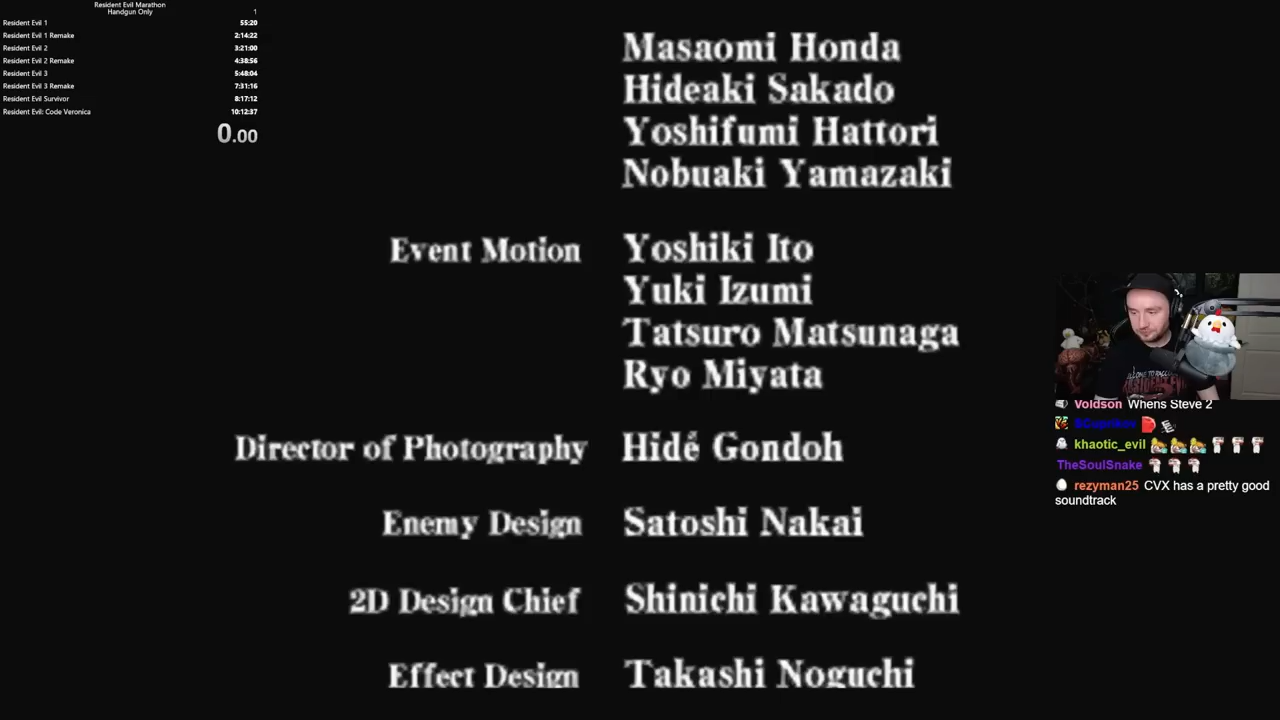 Resident Evil Marathon
Handgun Only
1
Resident Evil 1 55:20
Resident Evil 1 Remake 2:14:22
Resident Evil 2 3:21:00
Resident Evil 2 Remake 4:38:56
Resident Evil 3 5:48:04
Resident Evil 3 Remake 7:31:16
Resident Evil Survivor 8:17:12
Resident Evil: Code Veronica 10:12:37
0.00
Masaomi Honda
Hideaki Sakado
Yoshifumi Hattori
Nobuaki Yamazaki
Event Motion Yoshiki Ito
Yuki Izumi
Tatsuro Matsunaga
Ryo Miyata
Director of Photography Hidé Gondoh
Enemy Design Satoshi Nakai
2D Design Chief Shinichi Kawaguchi
Effect Design Takashi Noguchi
Voldson Whens Steve 2
khaotic_evil
TheSoulSnake
rezyman25 CVX has a pretty good
soundtrack